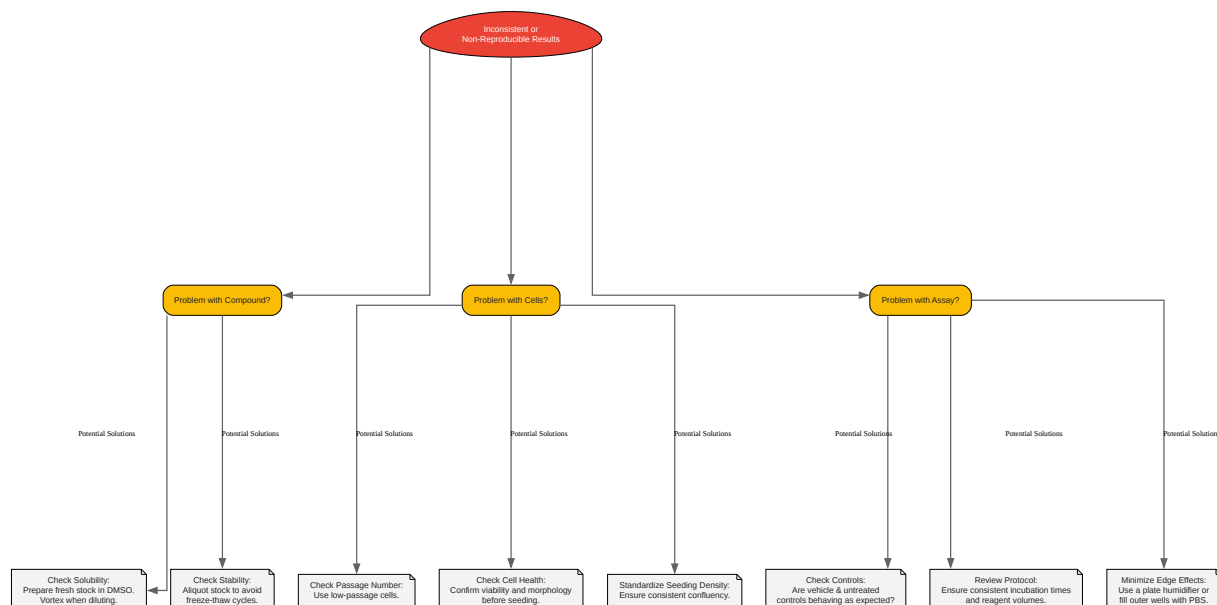 Inconsistent or
Non-Reproducible Results
Problem with Compound?
Problem with Cells?
Problem with Assay?
Potential Solutions
Potential Solutions
Potential Solutions
Potential Solutions
Potential Solutions
Potential Solutions
Potential Solutions
Potential Solutions
Check Solubility:
Prepare fresh stock in DMSO.
Vortex when diluting.
Check Stability:
Aliquot stock to avoid
freeze-thaw cycles.
Check Passage Number:
Use low-passage cells.
Check Cell Health:
Confirm viability and morphology
before seeding.
Standardize Seeding Density:
Ensure consistent confluency.
Check Controls:
Are vehicle & untreated
controls behaving as expected?
Review Protocol:
Ensure consistent incubation times
and reagent volumes.
Minimize Edge Effects:
Use a plate humidifier or
fill outer wells with PBS.